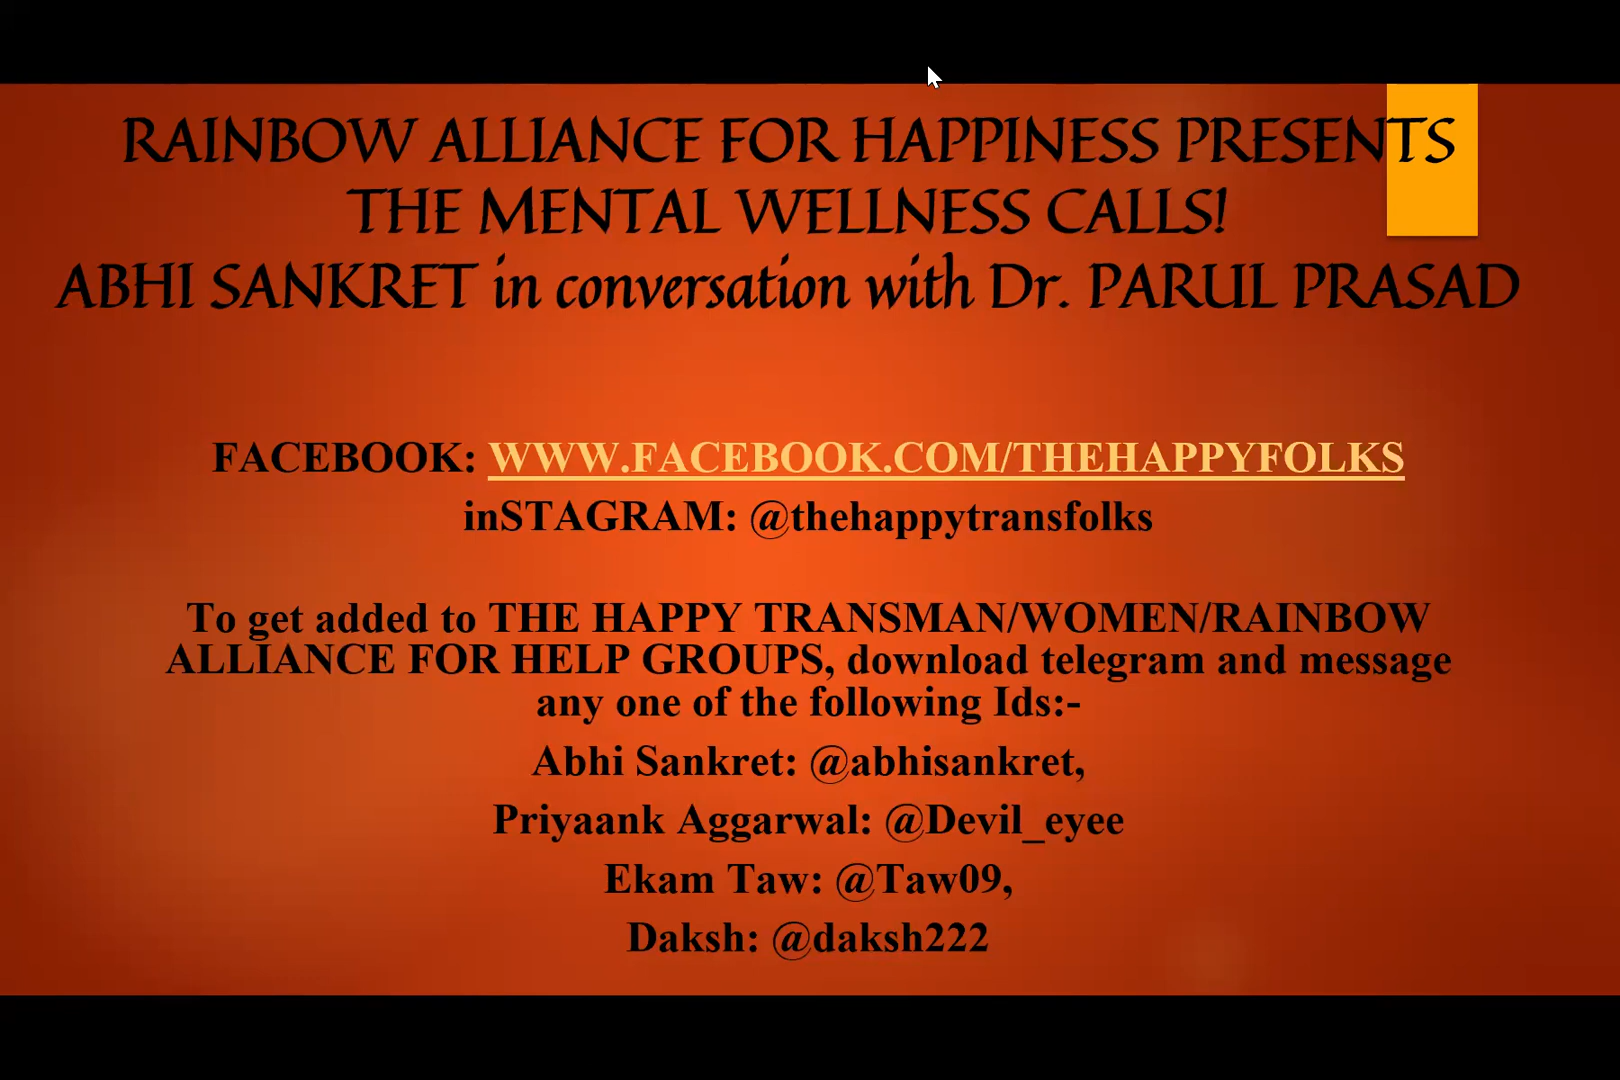 RAINBOW ALLIANCE FOR HAPPINESS PRESENTS
THE MENTAL WELLNESS CALLS!
ABHI SANKRET in conversation with Dr. PARUL PRASAD
FACEBOOK: WWW.FACEBOOK.COM/THEHAPPYFOLKS
inSTAGRAM: @thehappytransfolks
To get added to THE HAPPY TRANSMAN/WOMEN/RAINBOW
ALLIANCE FOR HELP GROUPS, download telegram and message
any one of the following Ids:-
Abhi Sankret: @abhisankret,
Priyaank Aggarwal: @Devil_eyee
Ekam Taw: @Taw09,
Daksh: @daksh222